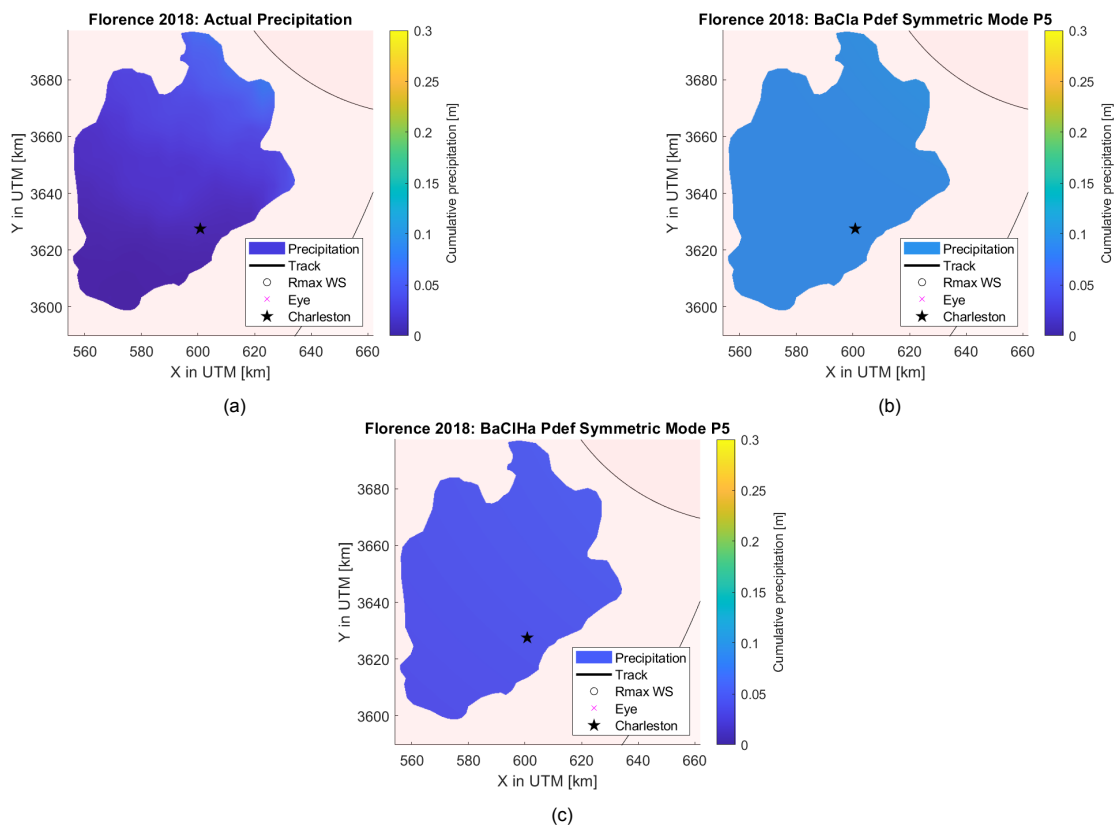 Florence 2018: Actual Precipitation
0.3
0.25
0.2
0.15
0.1
0.05
0
Cumulative precipitation [m]
3680
3660
3640
3620
3600
Y in UTM [km]
Precipitation
Track
Rmax WS
Eye
Charleston
560 580 600 620 640 660
X in UTM [km]
(a)
Florence 2018: BaCla Pdef Symmetric Mode P5
0.3
0.25
0.2
0.15
0.1
0.05
0
Cumulative precipitation [m]
3680
3660
3640
3620
3600
Y in UTM [km]
Precipitation
Track
Rmax WS
Eye
Charleston
560 580 600 620 640 660
X in UTM [km]
(b)
Florence 2018: BaClHa Pdef Symmetric Mode P5
0.3
0.25
0.2
0.15
0.1
0.05
0
Cumulative precipitation [m]
3680
3660
3640
3620
3600
Y in UTM [km]
Precipitation
Track
Rmax WS
Eye
Charleston
560 580 600 620 640 660
X in UTM [km]
(c)